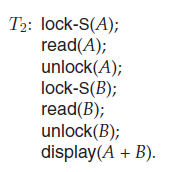 T2: lock-S(A);
read(A);
unlock(A);
lock-S(B);
read(B);
unlock(B);
display(A + B).